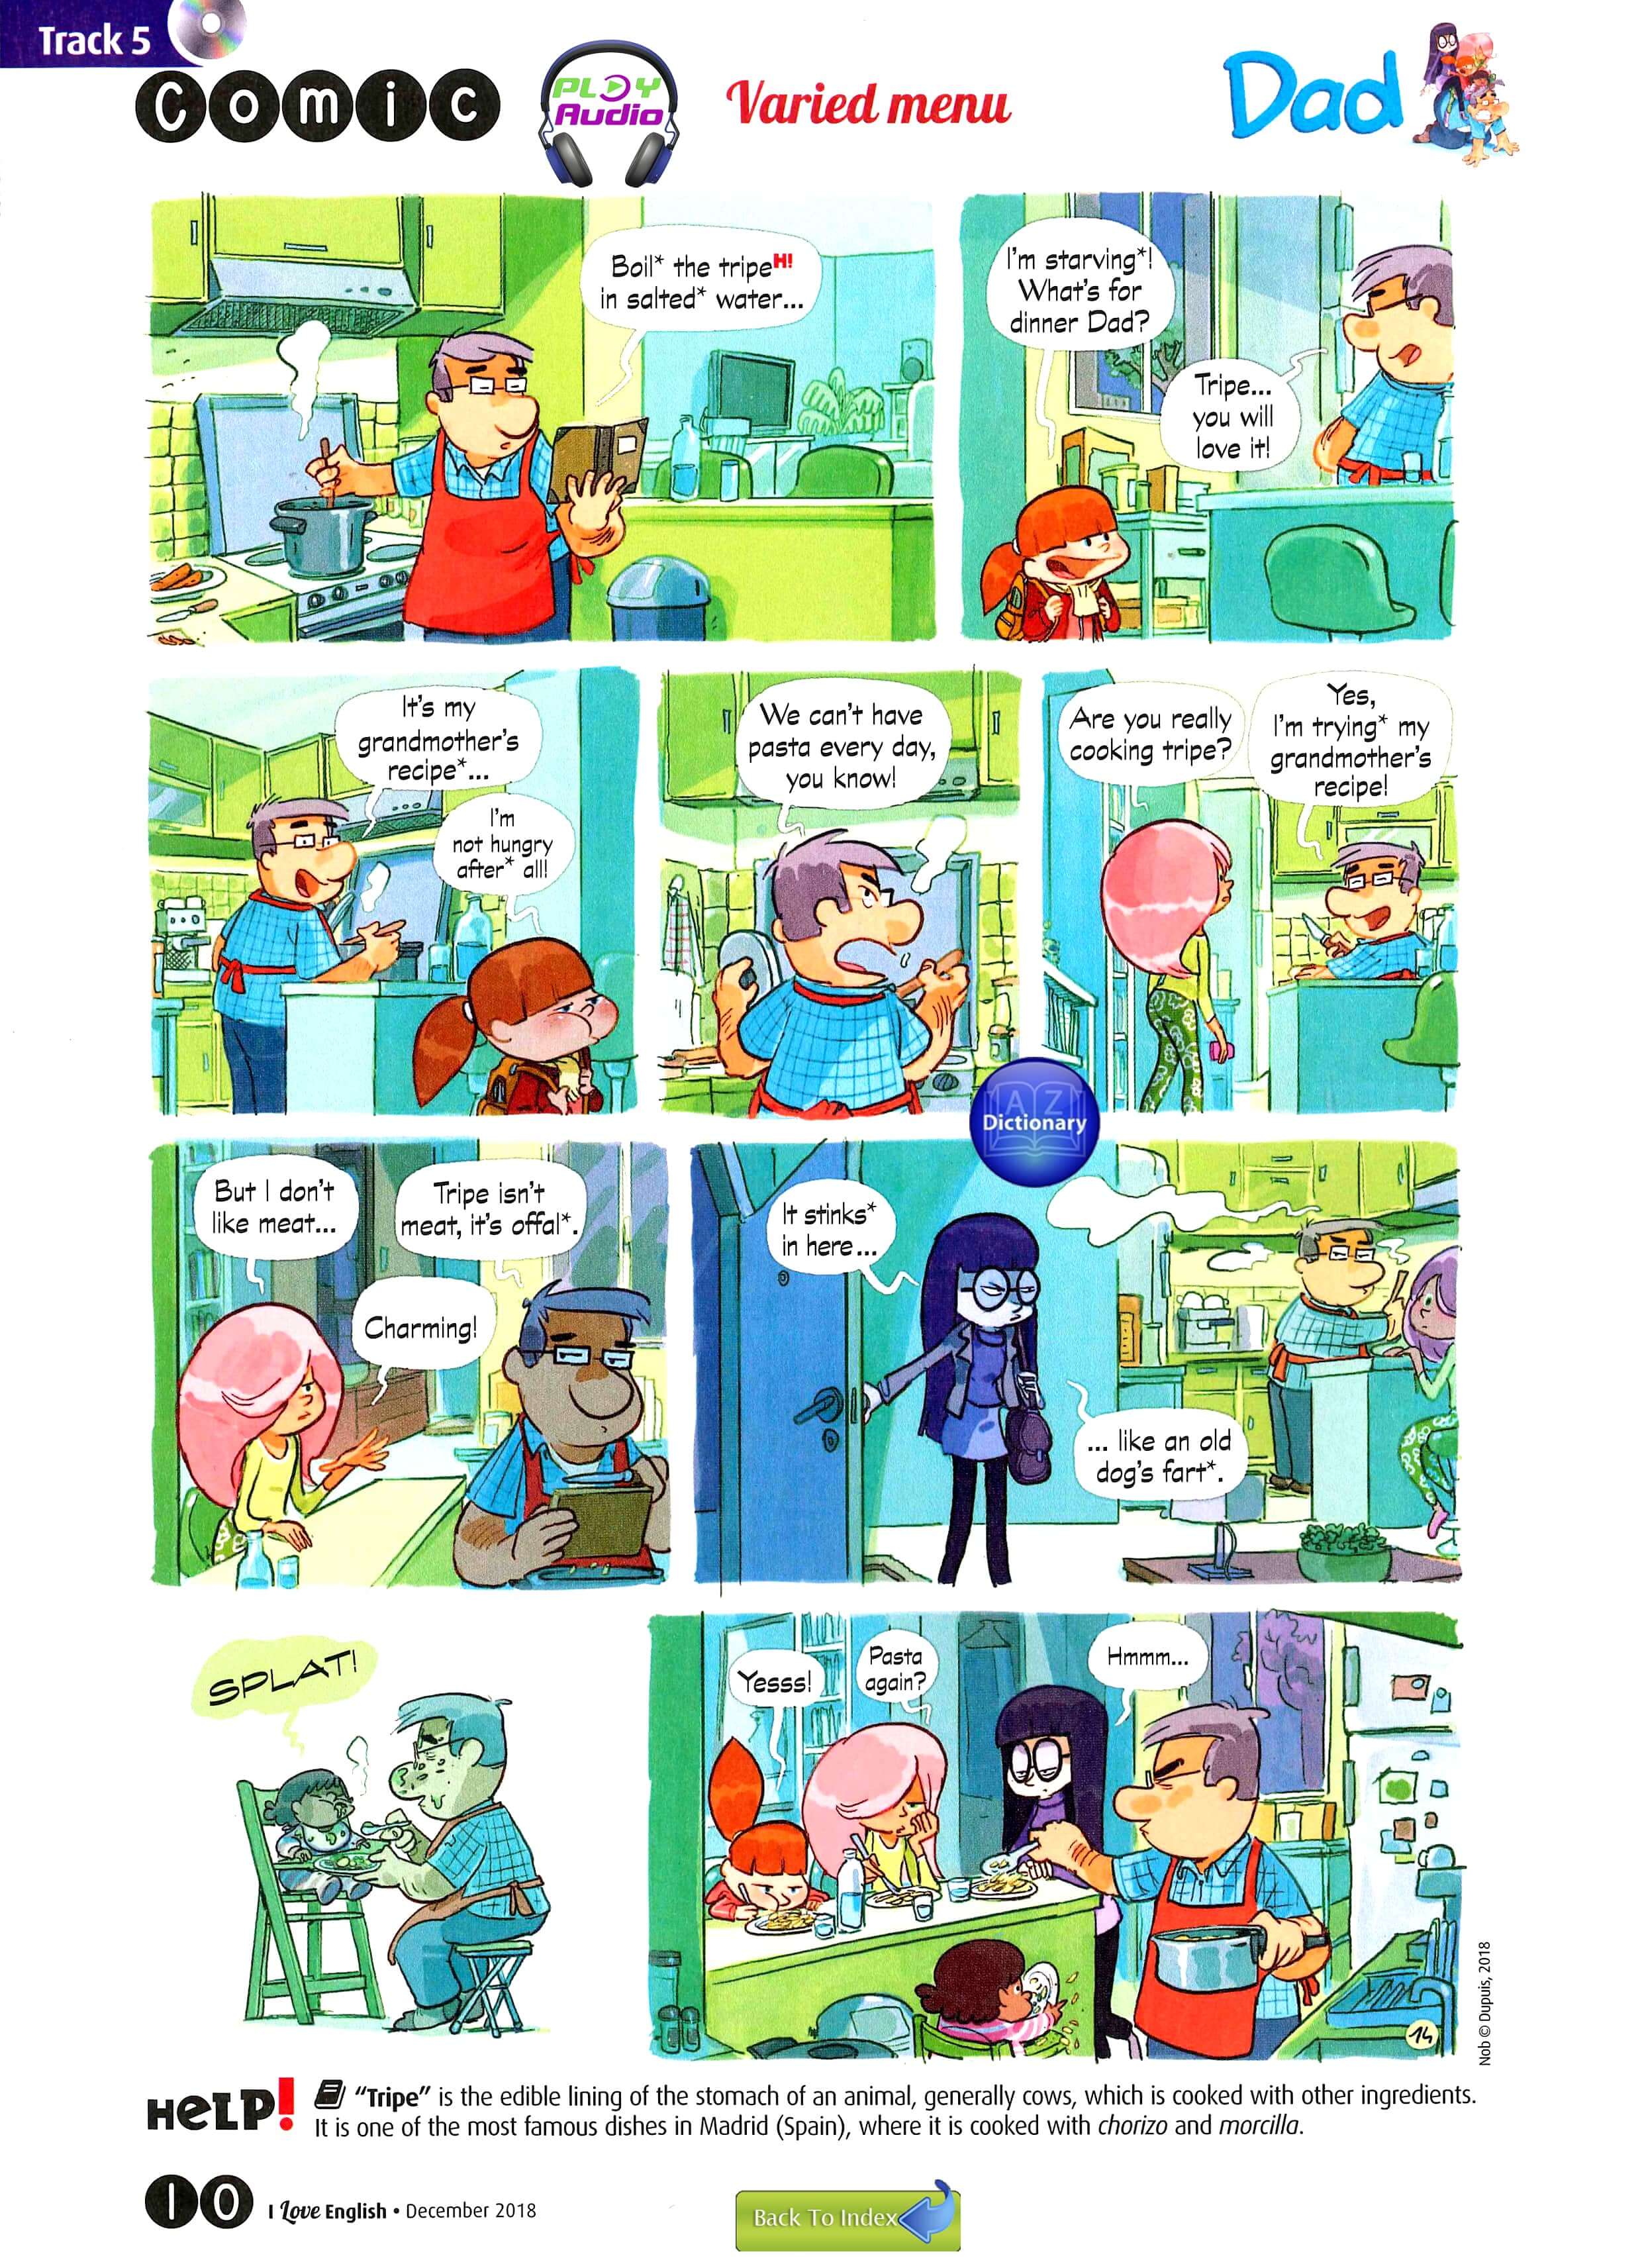 Track 5
Comic
PLAY
Audio
Varied menu
Dad
Boil* the tripeH!
in salted* water...
I'm starving*!
What's for
dinner Dad?
Tripe...
you will
love it!
It's my
grandmother's
recipe*...
I'm
not hungry
after* all!
We can't have
pasta every day,
you know!
Are you really
cooking tripe?
Yes,
I'm trying* my
grandmother's
recipe!
A Z
Dictionary
But I don't
like meat...
Tripe isn't
meat, it's offal*.
Charming!
It stinks*
in here...
... like an old
dog's fart*.
SPLAT!
Yesss!
Pasta
again?
Hmmm...
14
Nob © Dupuis, 2018
HELP!
"Tripe" is the edible lining of the stomach of an animal, generally cows, which is cooked with other ingredients.
It is one of the most famous dishes in Madrid (Spain), where it is cooked with chorizo and morcilla.
10 I Love English • December 2018
Back To Index